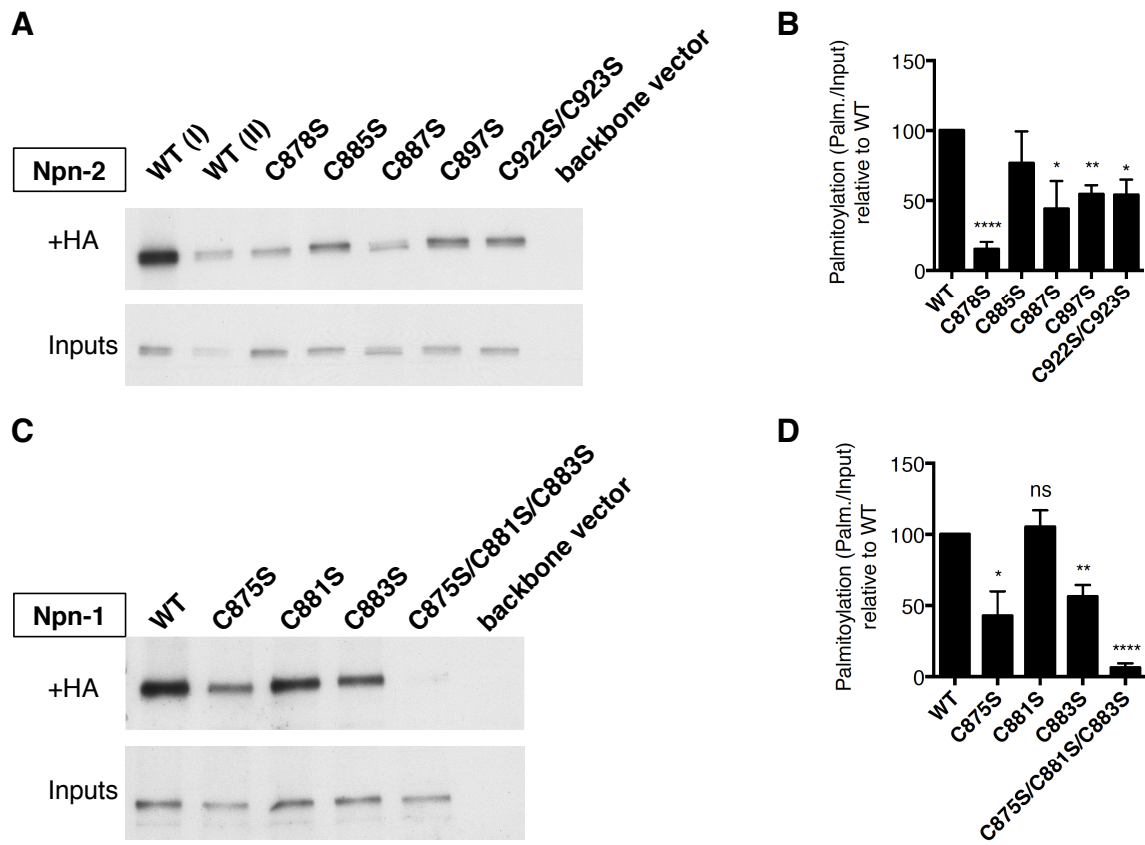 A
Npn-2
WT (I)
WT (II)
C878S
C885S
C887S
C897S
C922S/C923S
backbone vector
+HA
Inputs
B
Palmitoylation (Palm./Input)
relative to WT
150
100
50
0
****
*
**
*
WT
C878S
C885S
C887S
C897S
C922S/C923S
C
Npn-1
WT
C875S
C881S
C883S
C875S/C881S/C883S
backbone vector
+HA
Inputs
D
Palmitoylation (Palm./Input)
relative to WT
150
100
50
0
*
ns
**
****
WT
C875S
C881S
C883S
C875S/C881S/C883S